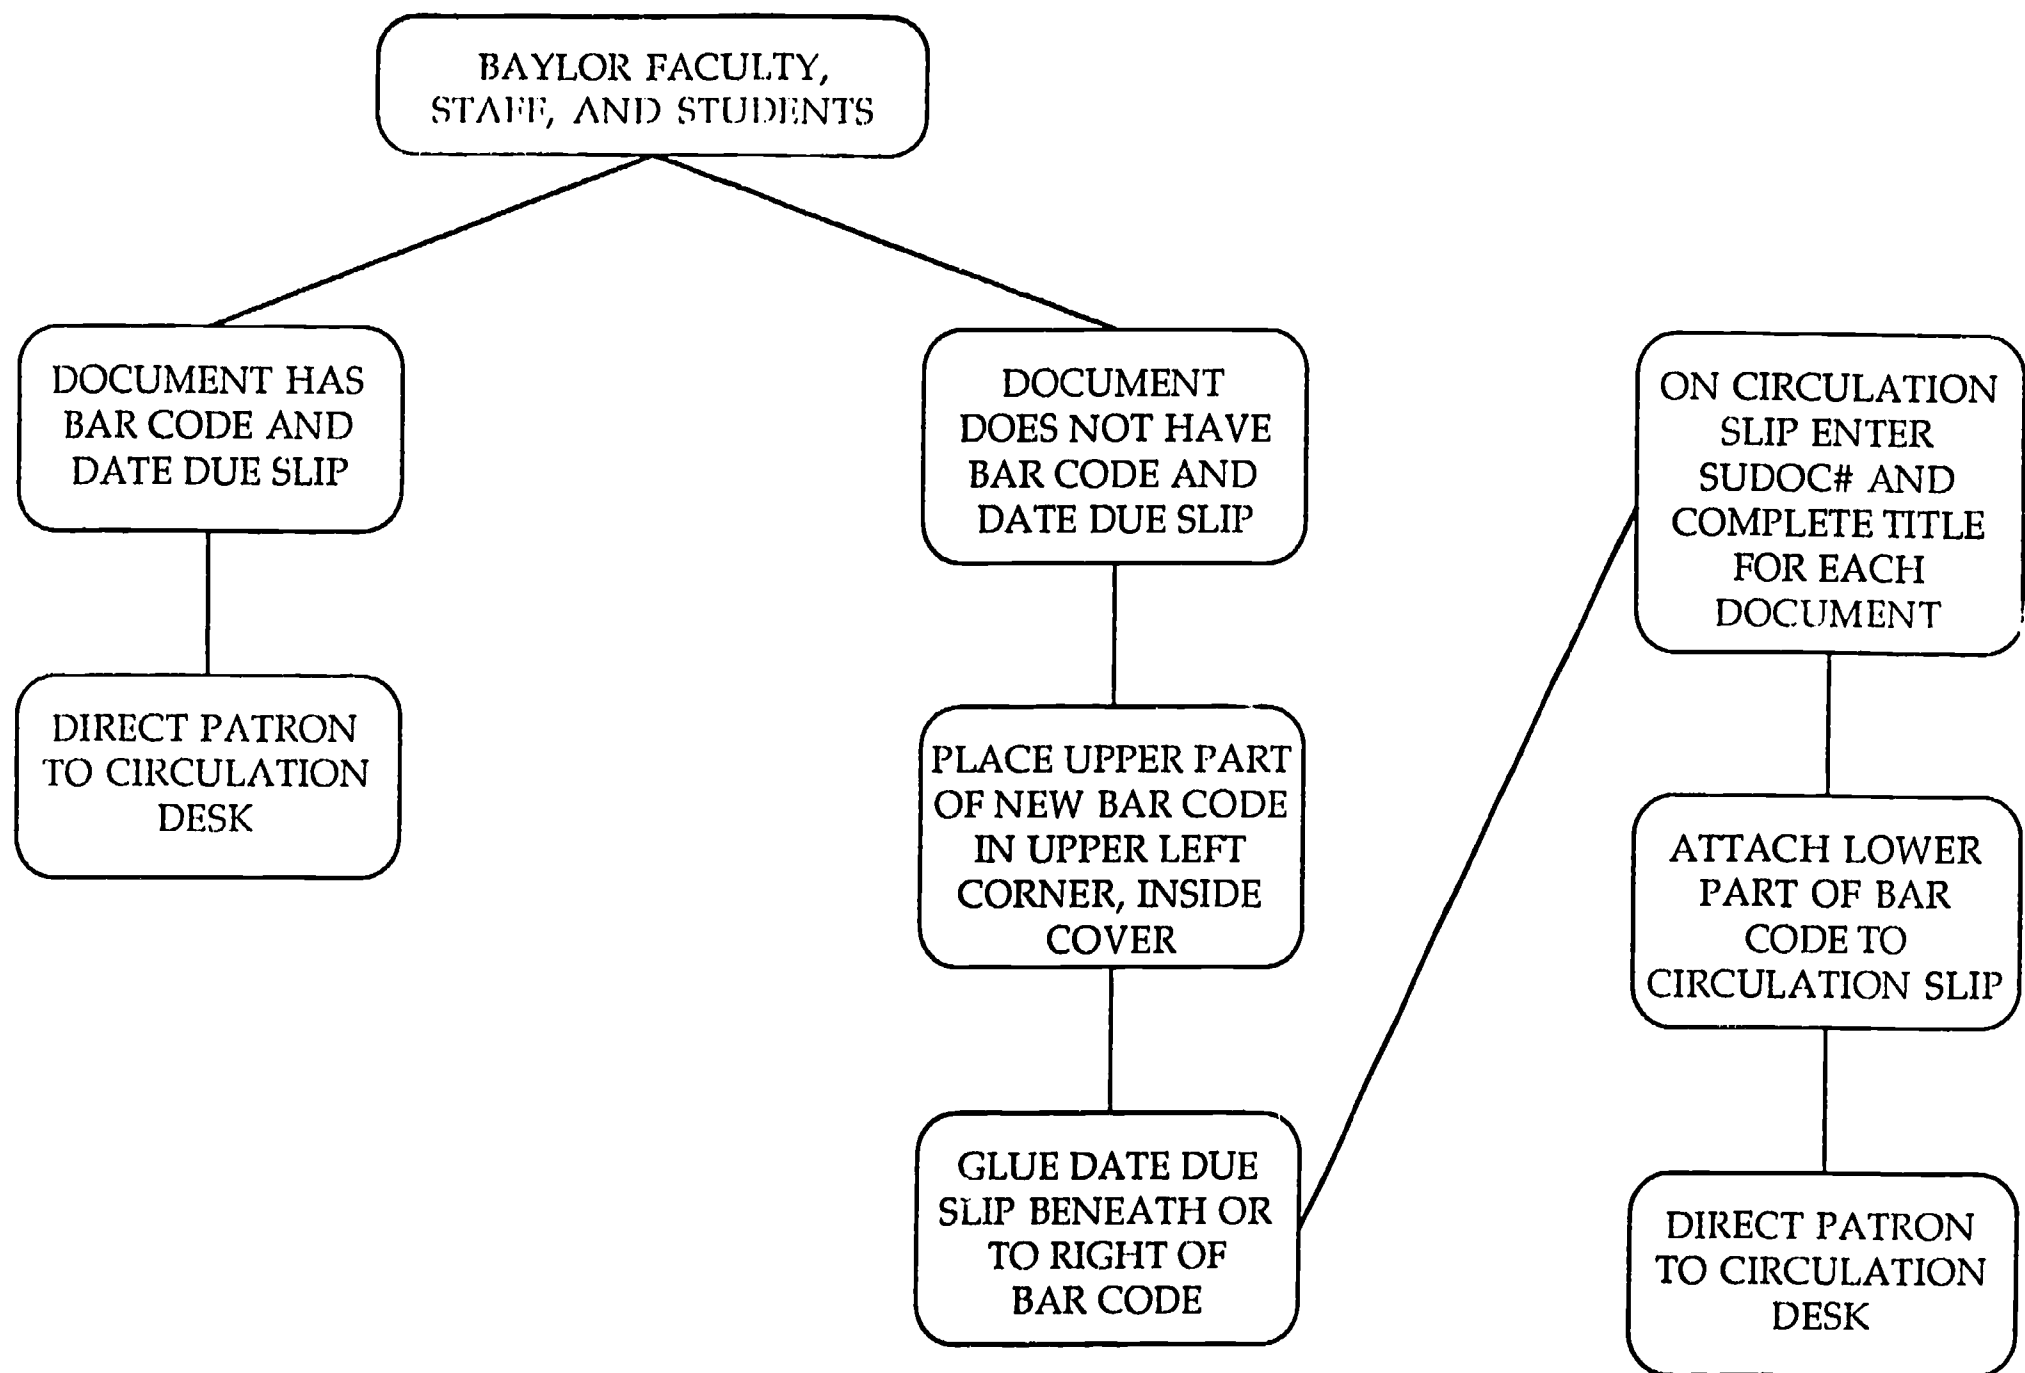 BAYLOR FACULTY,
STAFF, AND STUDENTS
DOCUMENT HAS
BAR CODE AND
DATE DUE SLIP
DIRECT PATRON
TO CIRCULATION
DESK
DOCUMENT
DOES NOT HAVE
BAR CODE AND
DATE DUE SLIP
PLACE UPPER PART
OF NEW BAR CODE
IN UPPER LEFT
CORNER, INSIDE
COVER
GLUE DATE DUE
SLIP BENEATH OR
TO RIGHT OF
BAR CODE
ON CIRCULATION
SLIP ENTER
SUDOC# AND
COMPLETE TITLE
FOR EACH
DOCUMENT
ATTACH LOWER
PART OF BAR
CODE TO
CIRCULATION SLIP
DIRECT PATRON
TO CIRCULATION
DESK